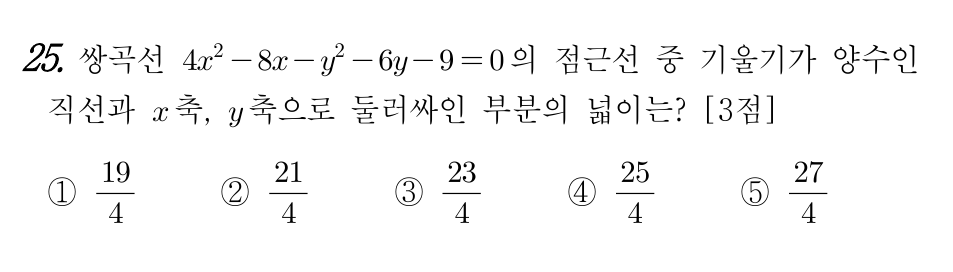 25. 쌍곡선 4x² − 8x − y² − 6y − 9 = 0의 점근선 중 기울기가 양수인
직선과 x축, y축으로 둘러싸인 부분의 넓이는? [3점]
① 19/4 ② 21/4 ③ 23/4 ④ 25/4 ⑤ 27/4